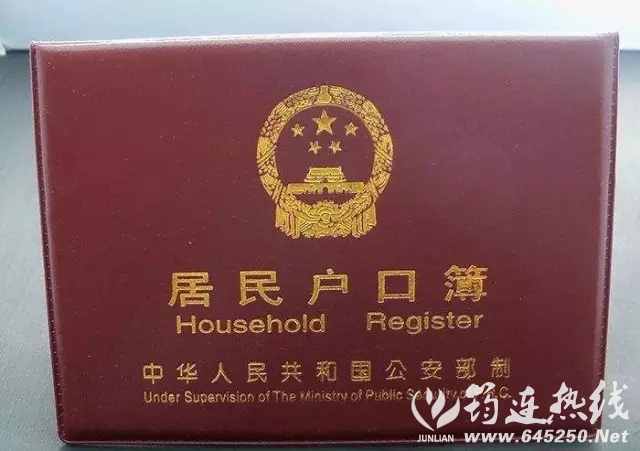 居民户口簿
Household Register
中华人民共和国公安部制
Under Supervision of The Ministry of Public Security
筠连热线
JUNLIAN www.645250.Net